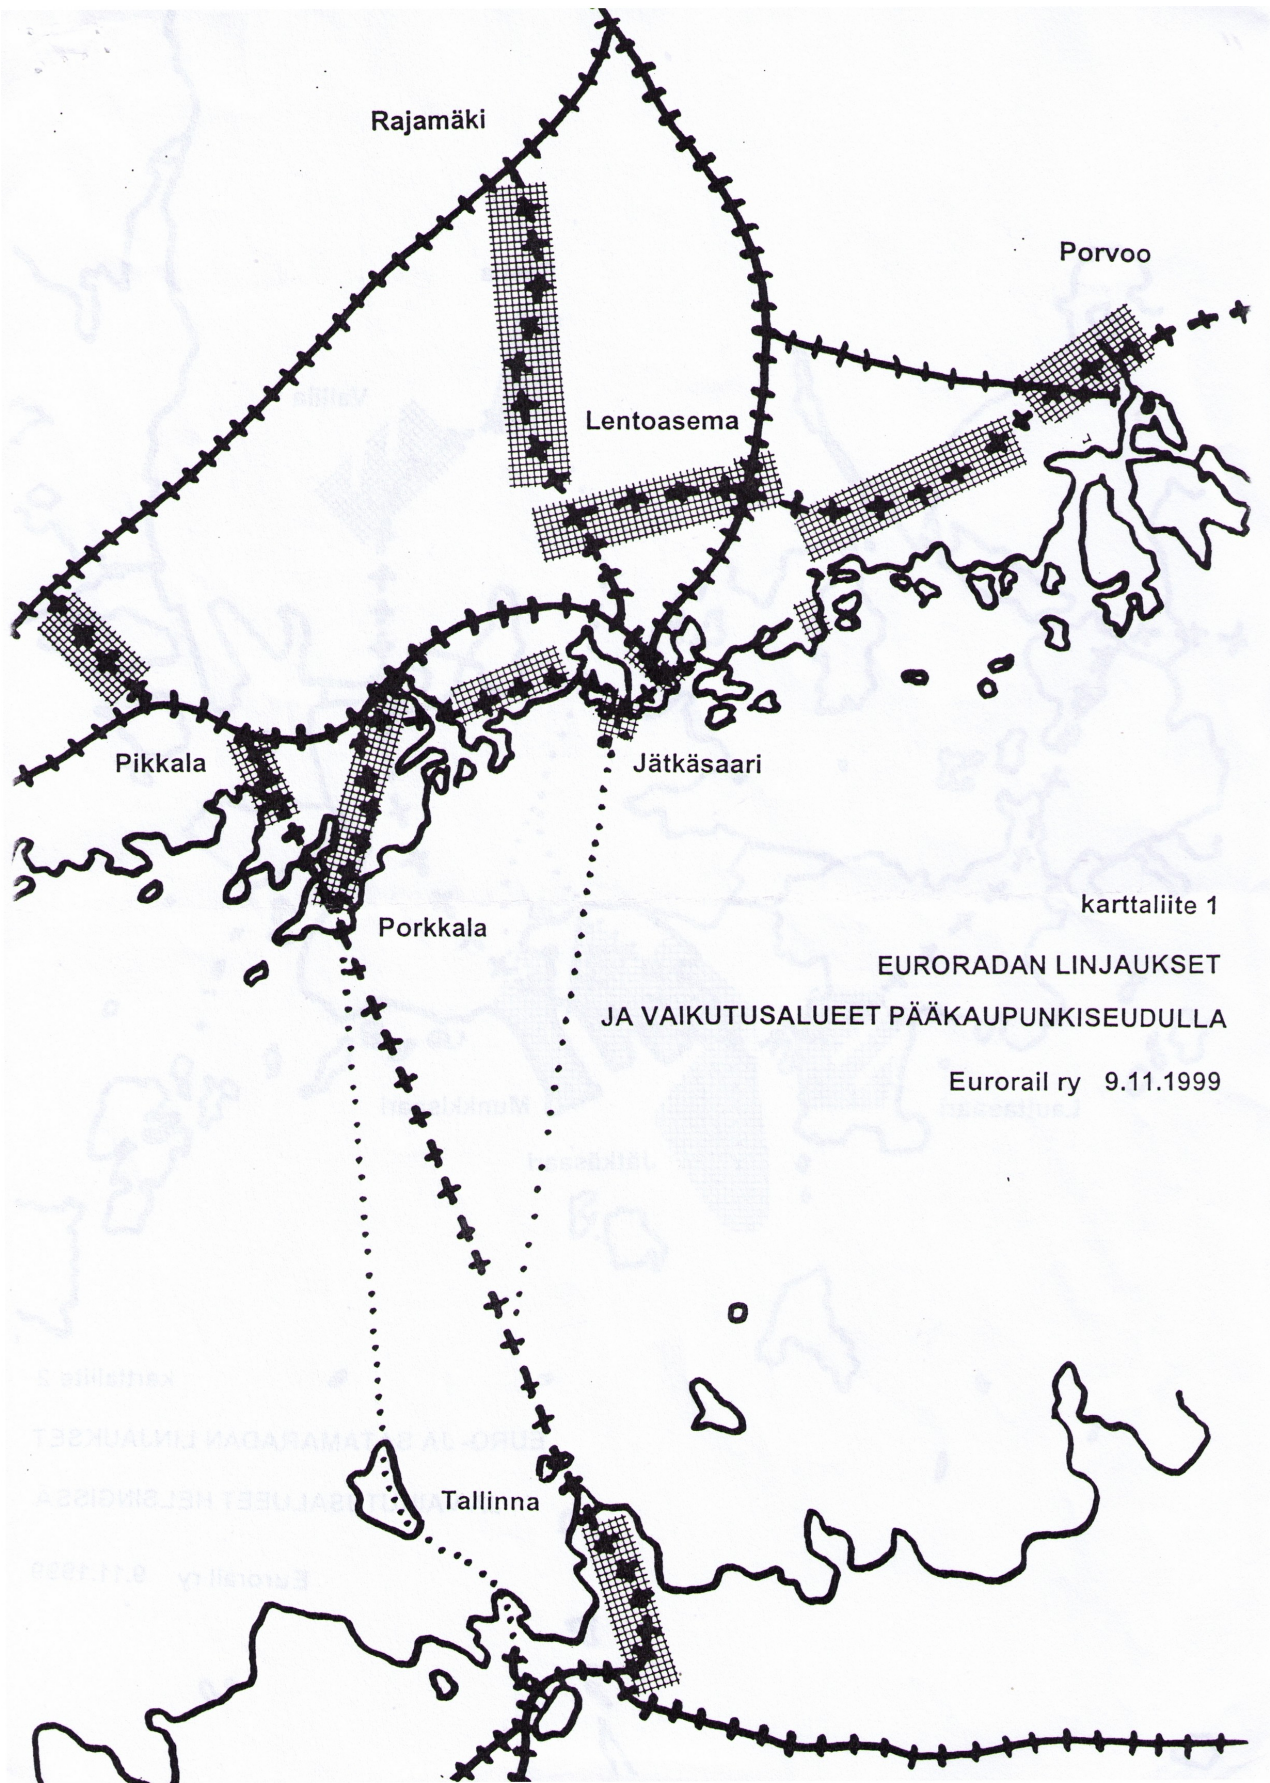 Rajamäki
Porvoo
Lentoasema
Pikkala
Jätkäsaari
karttaliite 1
Porkkala
EURORADAN LINJAUKSET
JA VAIKUTUSALUEET PÄÄKAUPUNKISEUDULLA
Eurorail ry 9.11.1999
Tallinna